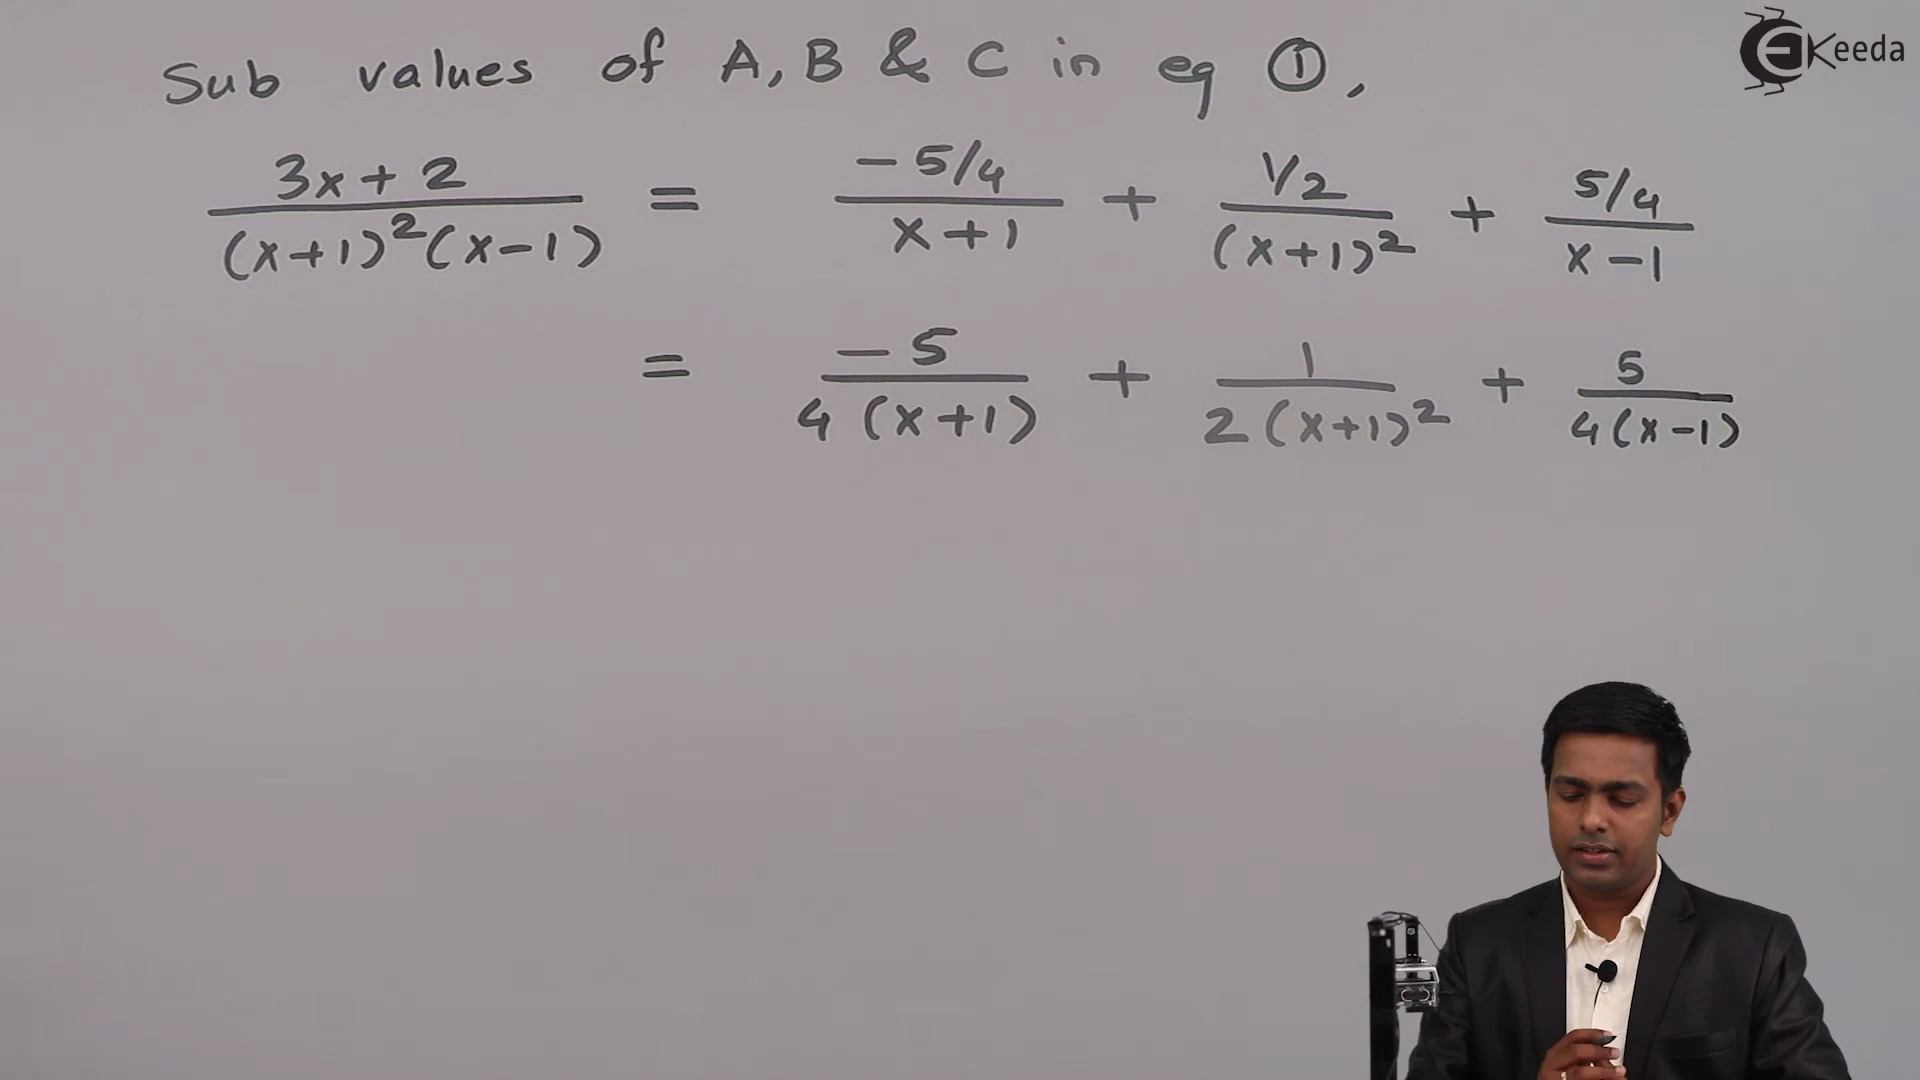 Keeda
Sub values of A, B & C in eq ①,
3x+2 / (x+1)²(x-1) = -5/4 / x+1 + 1/2 / (x+1)² + 5/4 / x-1
= -5 / 4(x+1) + 1 / 2(x+1)² + 5 / 4(x-1)